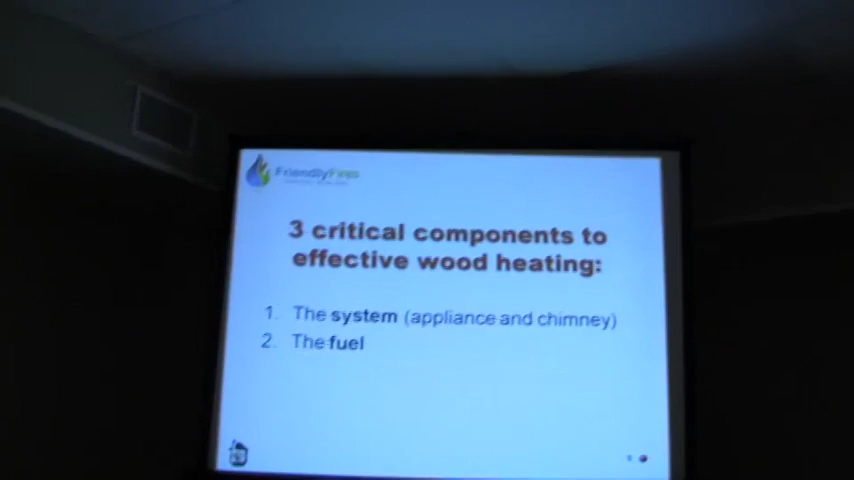 FriendlyFires
3 critical components to
effective wood heating:
1. The system (appliance and chimney)
2. The fuel